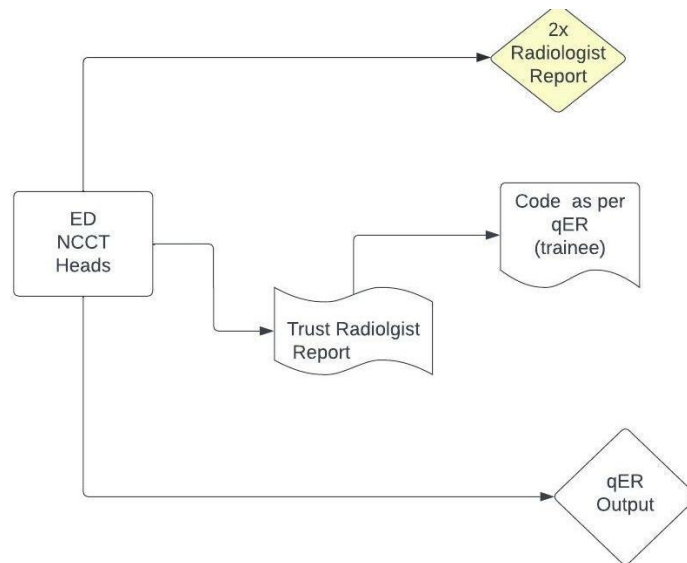 2x
Radiologist
Report
ED
NCCT
Heads
Code as per
qER
(trainee)
Trust Radiolgist
Report
qER
Output